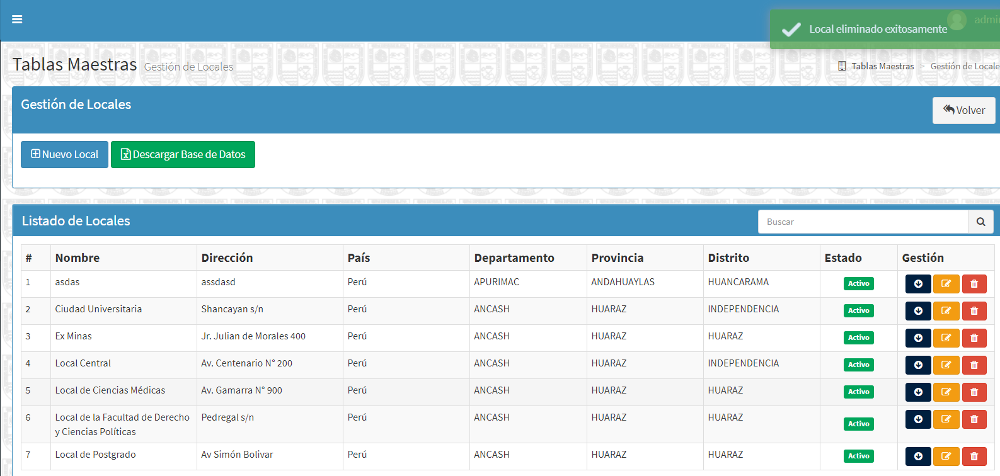 Local eliminado exitosamente
admin
Tablas Maestras Gestión de Locales
Tablas Maestras > Gestión de Locale
Gestión de Locales
Volver
Nuevo Local
Descargar Base de Datos
Listado de Locales
Buscar
# Nombre Dirección País Departamento Provincia Distrito Estado Gestión
1 asdas assdasd Perú APURIMAC ANDAHUAYLAS HUANCARAMA Activo
2 Ciudad Universitaria Shancayan s/n Perú ANCASH HUARAZ INDEPENDENCIA Activo
3 Ex Minas Jr. Julian de Morales 400 Perú ANCASH HUARAZ HUARAZ Activo
4 Local Central Av. Centenario N° 200 Perú ANCASH HUARAZ INDEPENDENCIA Activo
5 Local de Ciencias Médicas Av. Gamarra N° 900 Perú ANCASH HUARAZ HUARAZ Activo
6 Local de la Facultad de Derecho Pedregal s/n Perú ANCASH HUARAZ HUARAZ Activo
y Ciencias Políticas
7 Local de Postgrado Av Simón Bolivar Perú ANCASH HUARAZ HUARAZ Activo